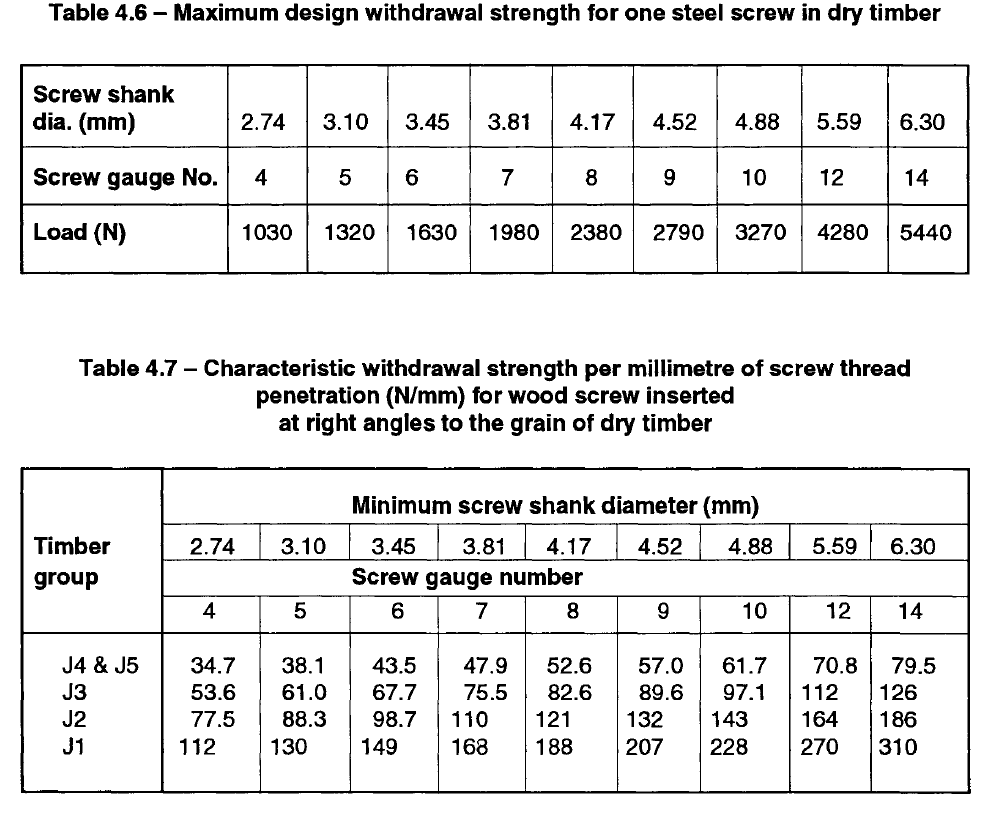 Table 4.6 – Maximum design withdrawal strength for one steel screw in dry timber
Screw shank
dia. (mm) 2.74 3.10 3.45 3.81 4.17 4.52 4.88 5.59 6.30
Screw gauge No. 4 5 6 7 8 9 10 12 14
Load (N) 1030 1320 1630 1980 2380 2790 3270 4280 5440
Table 4.7 – Characteristic withdrawal strength per millimetre of screw thread
penetration (N/mm) for wood screw inserted
at right angles to the grain of dry timber
Minimum screw shank diameter (mm)
Timber 2.74 3.10 3.45 3.81 4.17 4.52 4.88 5.59 6.30
group Screw gauge number
4 5 6 7 8 9 10 12 14
J4 & J5 34.7 38.1 43.5 47.9 52.6 57.0 61.7 70.8 79.5
J3 53.6 61.0 67.7 75.5 82.6 89.6 97.1 112 126
J2 77.5 88.3 98.7 110 121 132 143 164 186
J1 112 130 149 168 188 207 228 270 310